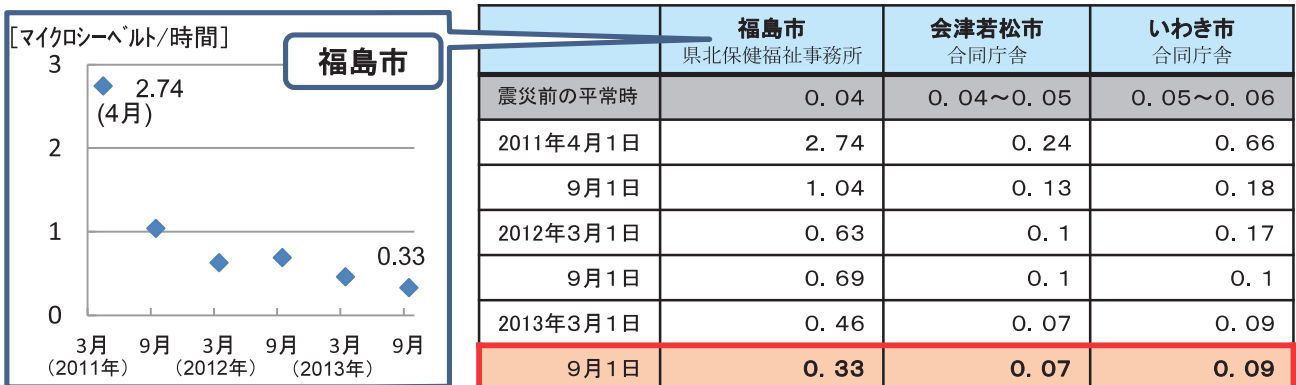 [マイクロシーベルト/時間]
福島市
3
2.74
(4月)
2
1
0.33
0
3月 9月 3月 9月 3月 9月
(2011年) (2012年) (2013年)
福島市 会津若松市 いわき市
県北保健福祉事務所 合同庁舎 合同庁舎
震災前の平常時 0.04 0.04~0.05 0.05~0.06
2011年4月1日 2.74 0.24 0.66
9月1日 1.04 0.13 0.18
2012年3月1日 0.63 0.1 0.17
9月1日 0.69 0.1 0.1
2013年3月1日 0.46 0.07 0.09
9月1日 0.33 0.07 0.09